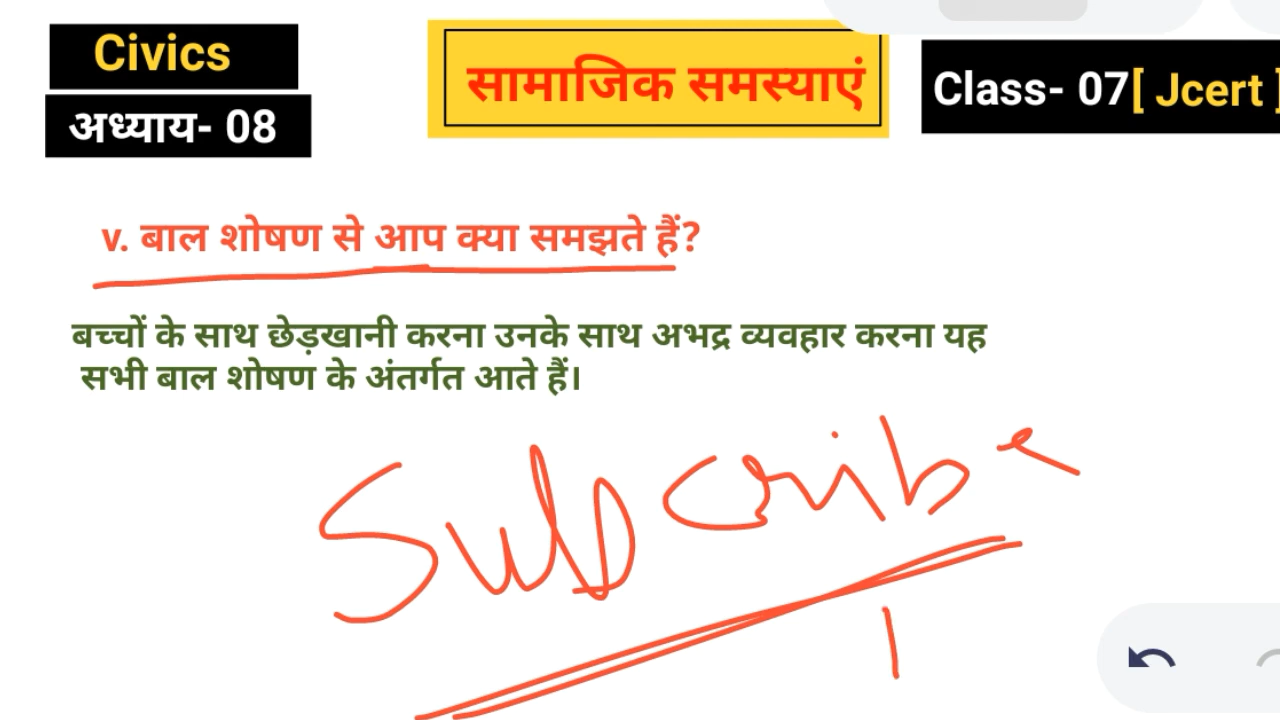 Civics
अध्याय- 08
सामाजिक समस्याएं
Class- 07[ Jcert ]
v. बाल शोषण से आप क्या समझते हैं?
बच्चों के साथ छेड़खानी करना उनके साथ अभद्र व्यवहार करना यह
सभी बाल शोषण के अंतर्गत आते हैं।
Subscribe